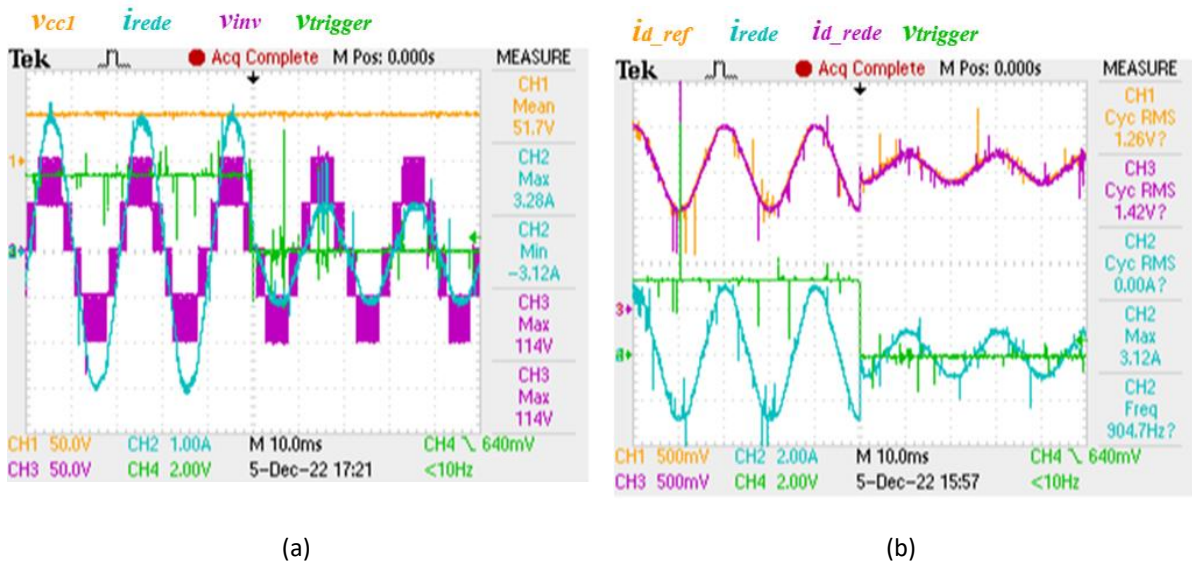 vcc1 irede vinv vtrigger
Tek Acq Complete M Pos: 0.000s MEASURE
CH1
Mean
51.7V
CH2
Max
3.28A
CH2
Min
-3.12A
CH3
Max
114V
CH3
Max
114V
1
3
CH1 50.0V CH2 1.00A M 10.0ms CH4 640mV
CH3 50.0V CH4 2.00V 5-Dec-22 17:21 <10Hz
(a)
id_ref irede id_rede vtrigger
Tek Acq Complete M Pos: 0.000s MEASURE
CH1
Cyc RMS
1.26V?
CH3
Cyc RMS
1.42V?
CH2
Cyc RMS
0.00A?
CH2
Max
3.12A
CH2
Freq
904.7Hz?
3
CH1 500mV CH2 2.00A M 10.0ms CH4 640mV
CH3 500mV CH4 2.00V 5-Dec-22 15:57 <10Hz
(b)